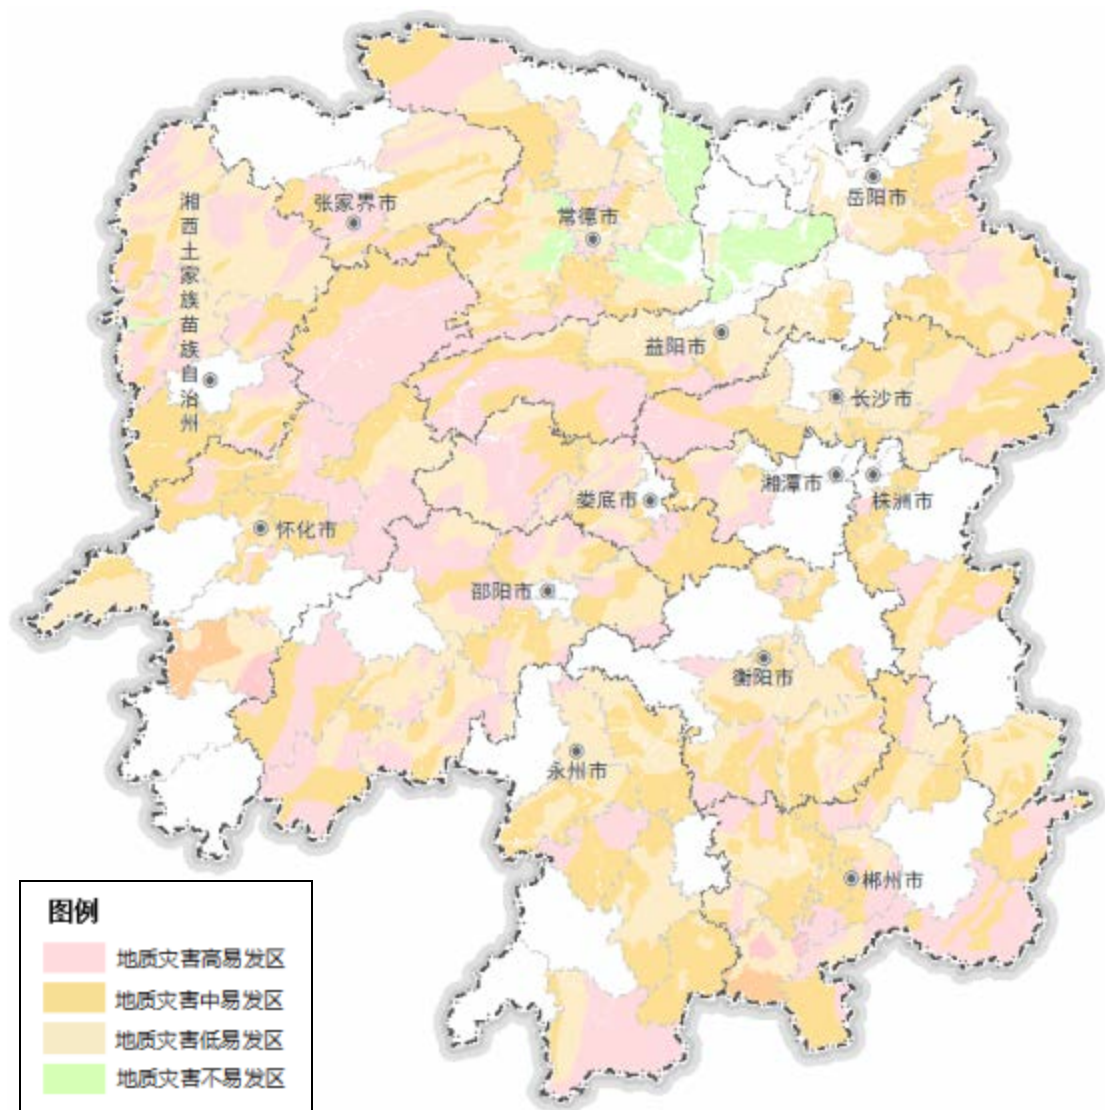 岳阳市
湘西土家族苗族自治州
张家界市
常德市
益阳市
长沙市
湘潭市
株洲市
娄底市
怀化市
邵阳市
衡阳市
永州市
郴州市
图例
地质灾害高易发区
地质灾害中易发区
地质灾害低易发区
地质灾害不易发区